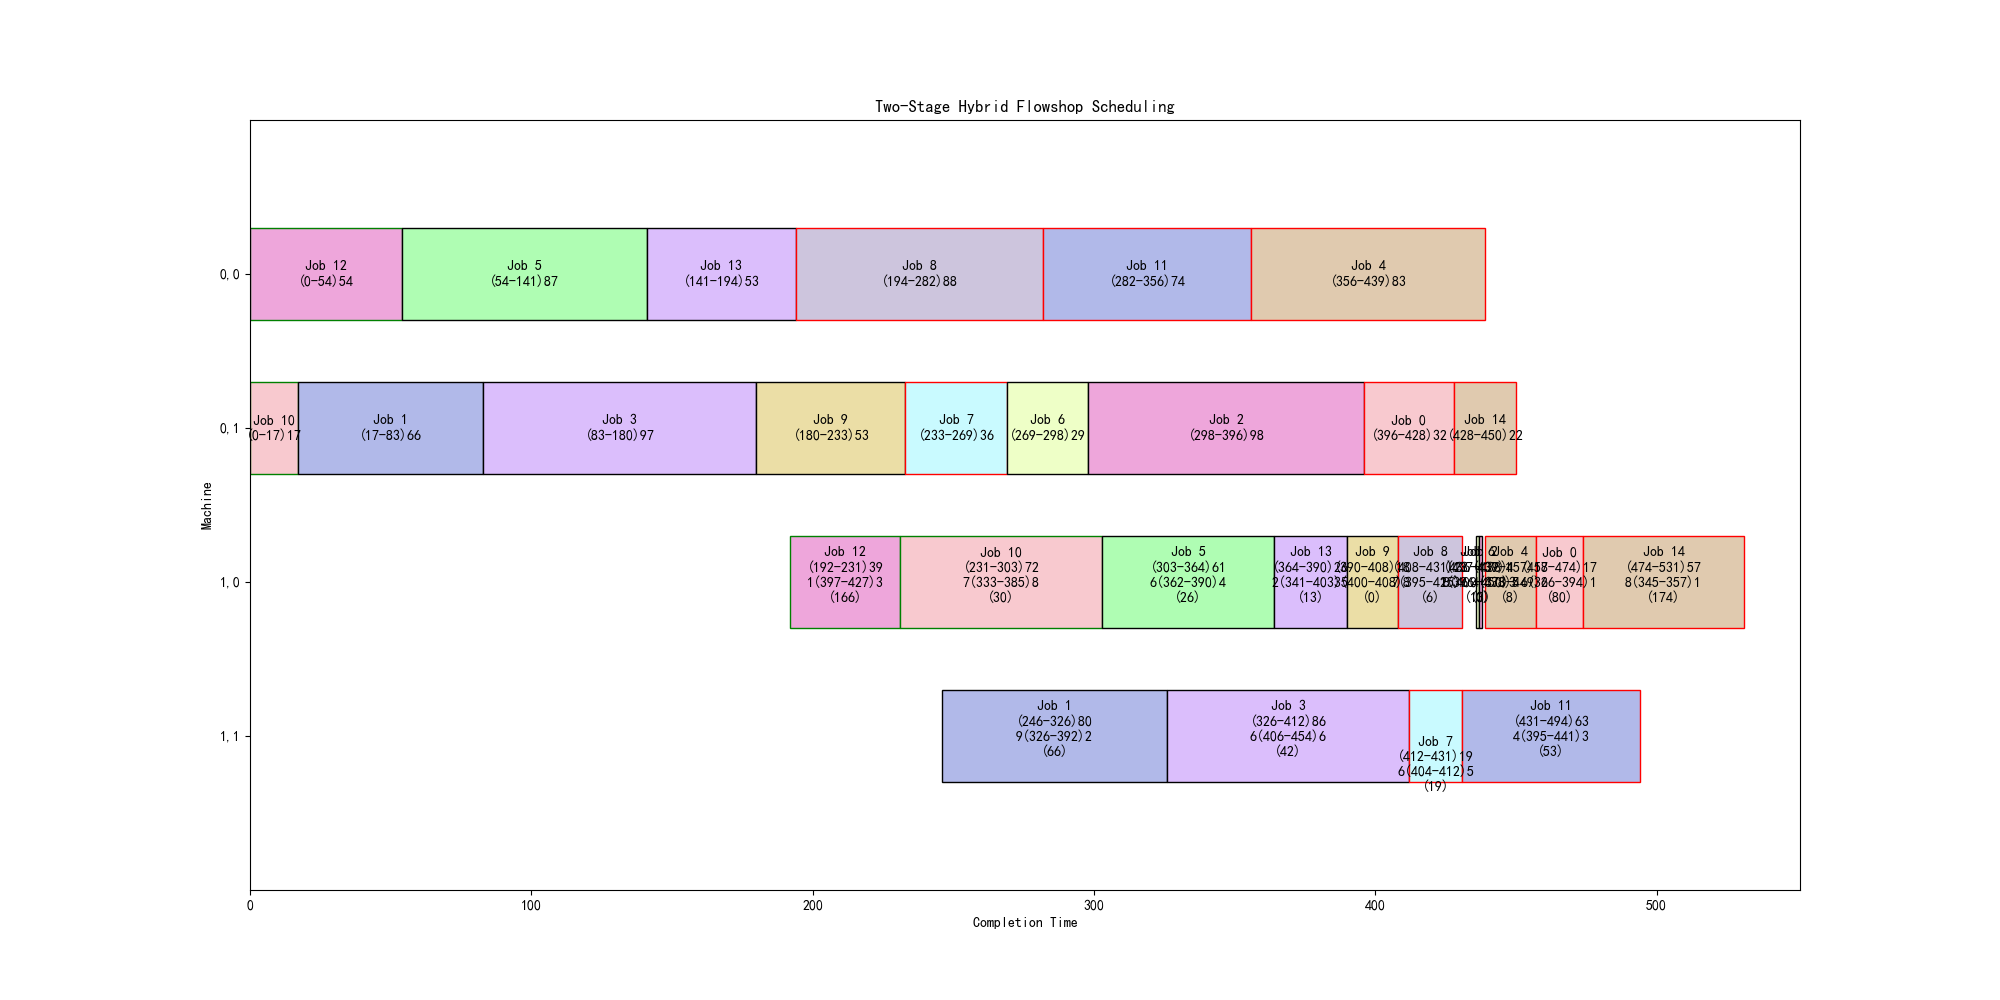 Two-Stage Hybrid Flowshop Scheduling
0,0
Job 12
(0-54)54
Job 5
(54-141)87
Job 13
(141-194)53
Job 8
(194-282)88
Job 11
(282-356)74
Job 4
(356-439)83
0,1
Job 10
(0-17)17
Job 1
(17-83)66
Job 3
(83-180)97
Job 9
(180-233)53
Job 7
(233-269)36
Job 6
(269-298)29
Job 2
(298-396)98
Job 0
(396-428)32
Job 14
(428-450)22
Machine
1,0
Job 12
(192-231)39
1(397-427)3
(166)
Job 10
(231-303)72
7(333-385)8
(30)
Job 5
(303-364)61
6(362-390)4
(26)
Job 13
(364-390)
2(341-403)
(13)
Job 9
(390-408)
(400-408)
(0)
Job 8
(6)
Job 4
(8)
Job 0
(80)
Job 14
(474-531)57
8(345-357)1
(174)
1,1
Job 1
(246-326)80
9(326-392)2
(66)
Job 3
(326-412)86
6(406-454)6
(42)
Job 7
(412-431)19
6(404-412)5
(19)
Job 11
(431-494)63
4(395-441)3
(53)
0
100
200
300
400
500
Completion Time